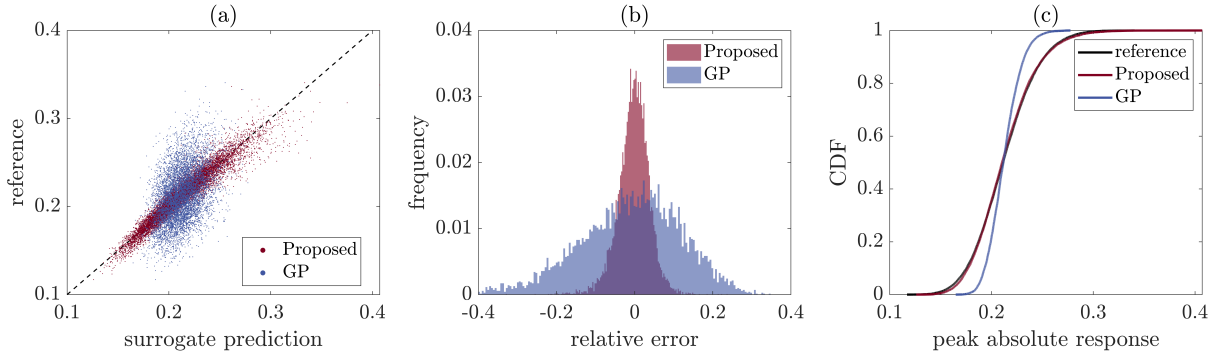 (a)
0.4
0.3
0.2
0.1
reference
0.1
0.2
0.3
0.4
surrogate prediction
Proposed
GP
(b)
0.04
0.03
0.02
0.01
0
frequency
-0.4
-0.2
0
0.2
0.4
relative error
Proposed
GP
(c)
1
0.8
0.6
0.4
0.2
0
CDF
0.1
0.2
0.3
0.4
peak absolute response
reference
Proposed
GP